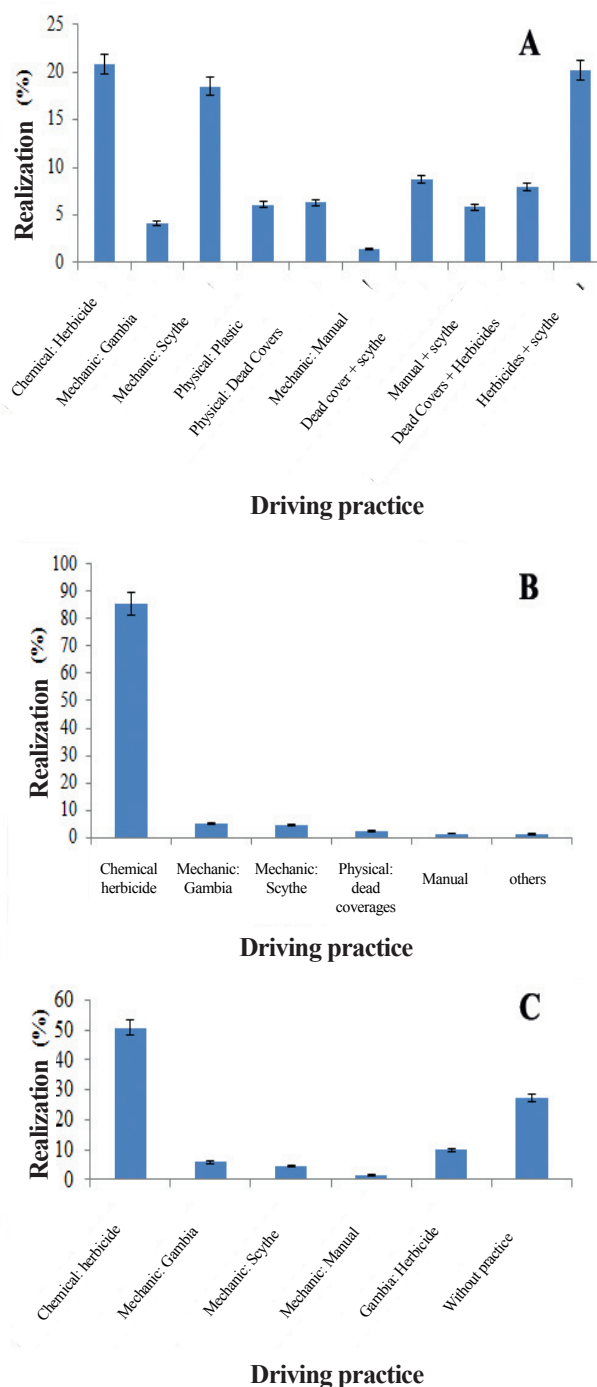 A
Realization (%)
25
20
15
10
5
0
Chemical: Herbicide
Mechanic: Gambia
Mechanic: Scythe
Physical: Plastic
Physical: Dead Covers
Mechanic: Manual
Dead cover + scythe
Manual + scythe
Dead Covers + Herbicides
Herbicides + scythe
Driving practice
B
Realization (%)
100
90
80
70
60
50
40
30
20
10
0
Chemical herbicide
Mechanic: Gambia
Mechanic: Scythe
Physical: dead coverages
Manual
others
Driving practice
C
Realization (%)
60
50
40
30
20
10
0
Chemical: herbicide
Mechanic: Gambia
Mechanic: Scythe
Mechanic: Manual
Gambia: Herbicide
Without practice
Driving practice